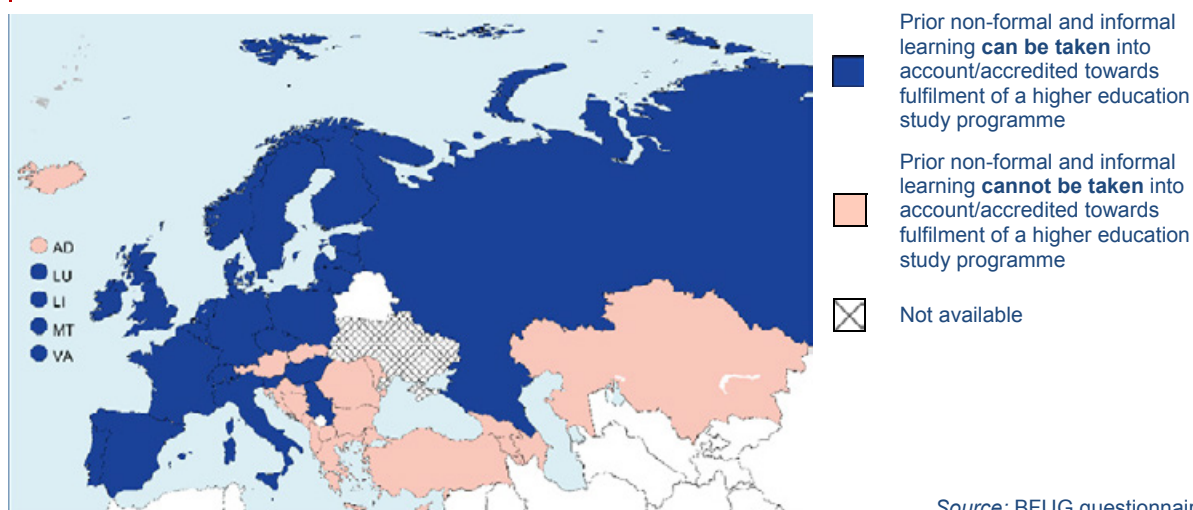 AD
LU
LI
MT
VA
Prior non-formal and informal
learning can be taken into
account/accredited towards
fulfilment of a higher education
study programme
Prior non-formal and informal
learning cannot be taken into
account/accredited towards
fulfilment of a higher education
study programme
Not available
Source: BFUG